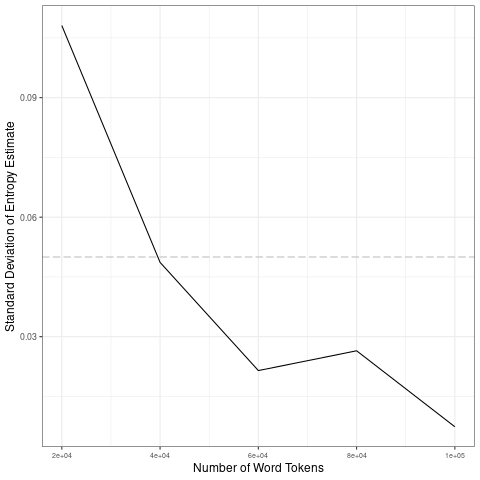 Standard Deviation of Entropy Estimate
0.09
0.06
0.03
2e+04 4e+04 6e+04 8e+04 1e+05
Number of Word Tokens